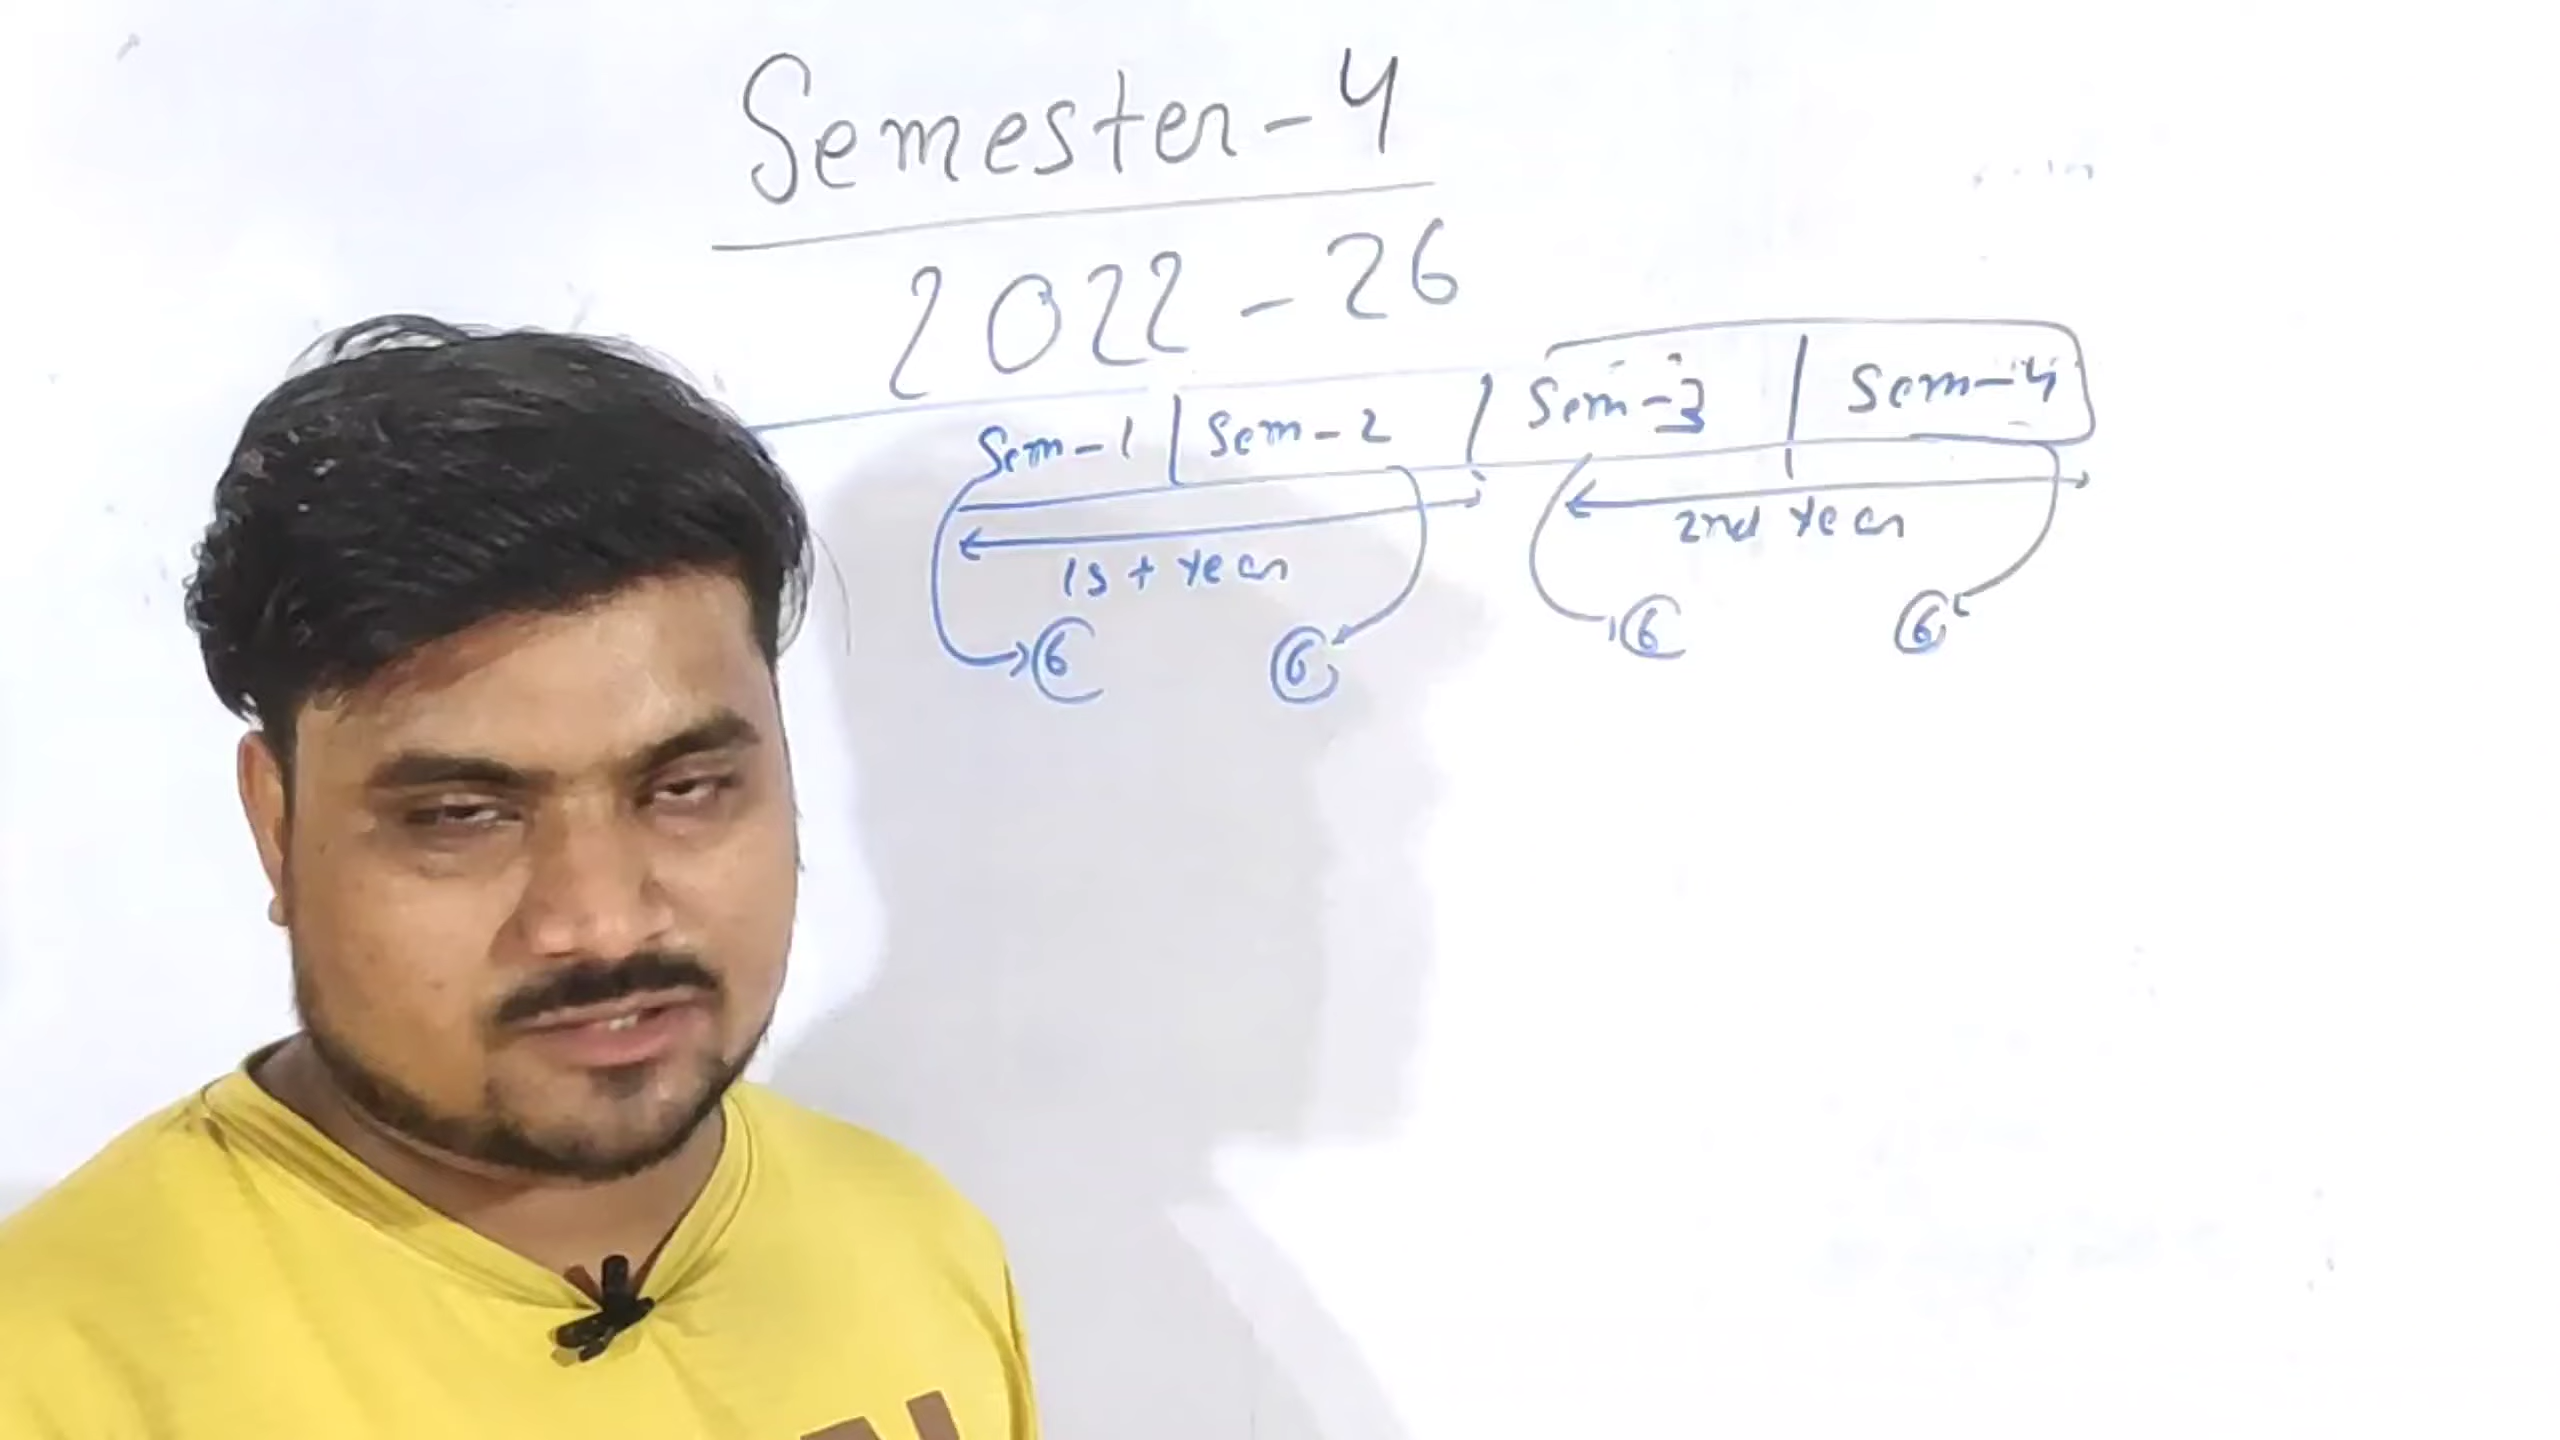 Semester-4
2022-26
Sem-1 Sem-2 Sem-3 Sem-4
1st year 2nd year
6 6 6 6